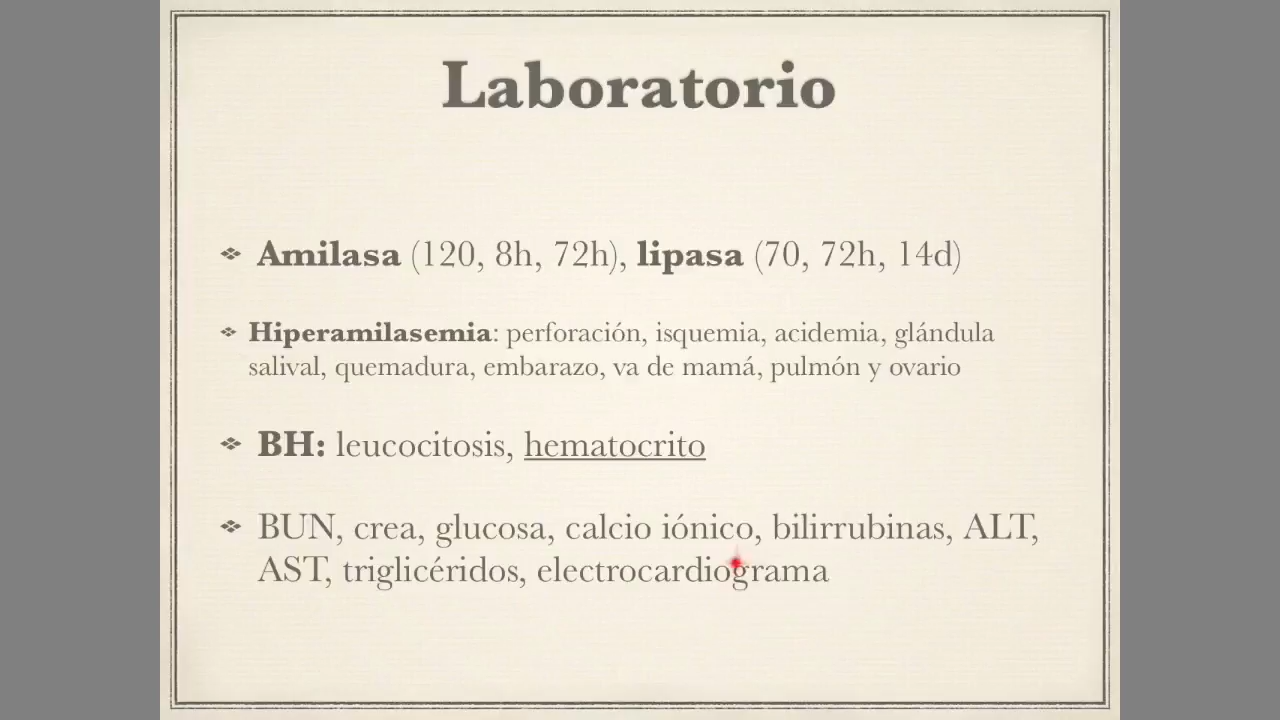 Laboratorio
Amilasa (120, 8h, 72h), lipasa (70, 72h, 14d)
Hiperamilasemia: perforación, isquemia, acidemia, glándula
salival, quemadura, embarazo, va de mamá, pulmón y ovario
BH: leucocitosis, hematocrito
BUN, crea, glucosa, calcio iónico, bilirrubinas, ALT,
AST, triglicéridos, electrocardiograma